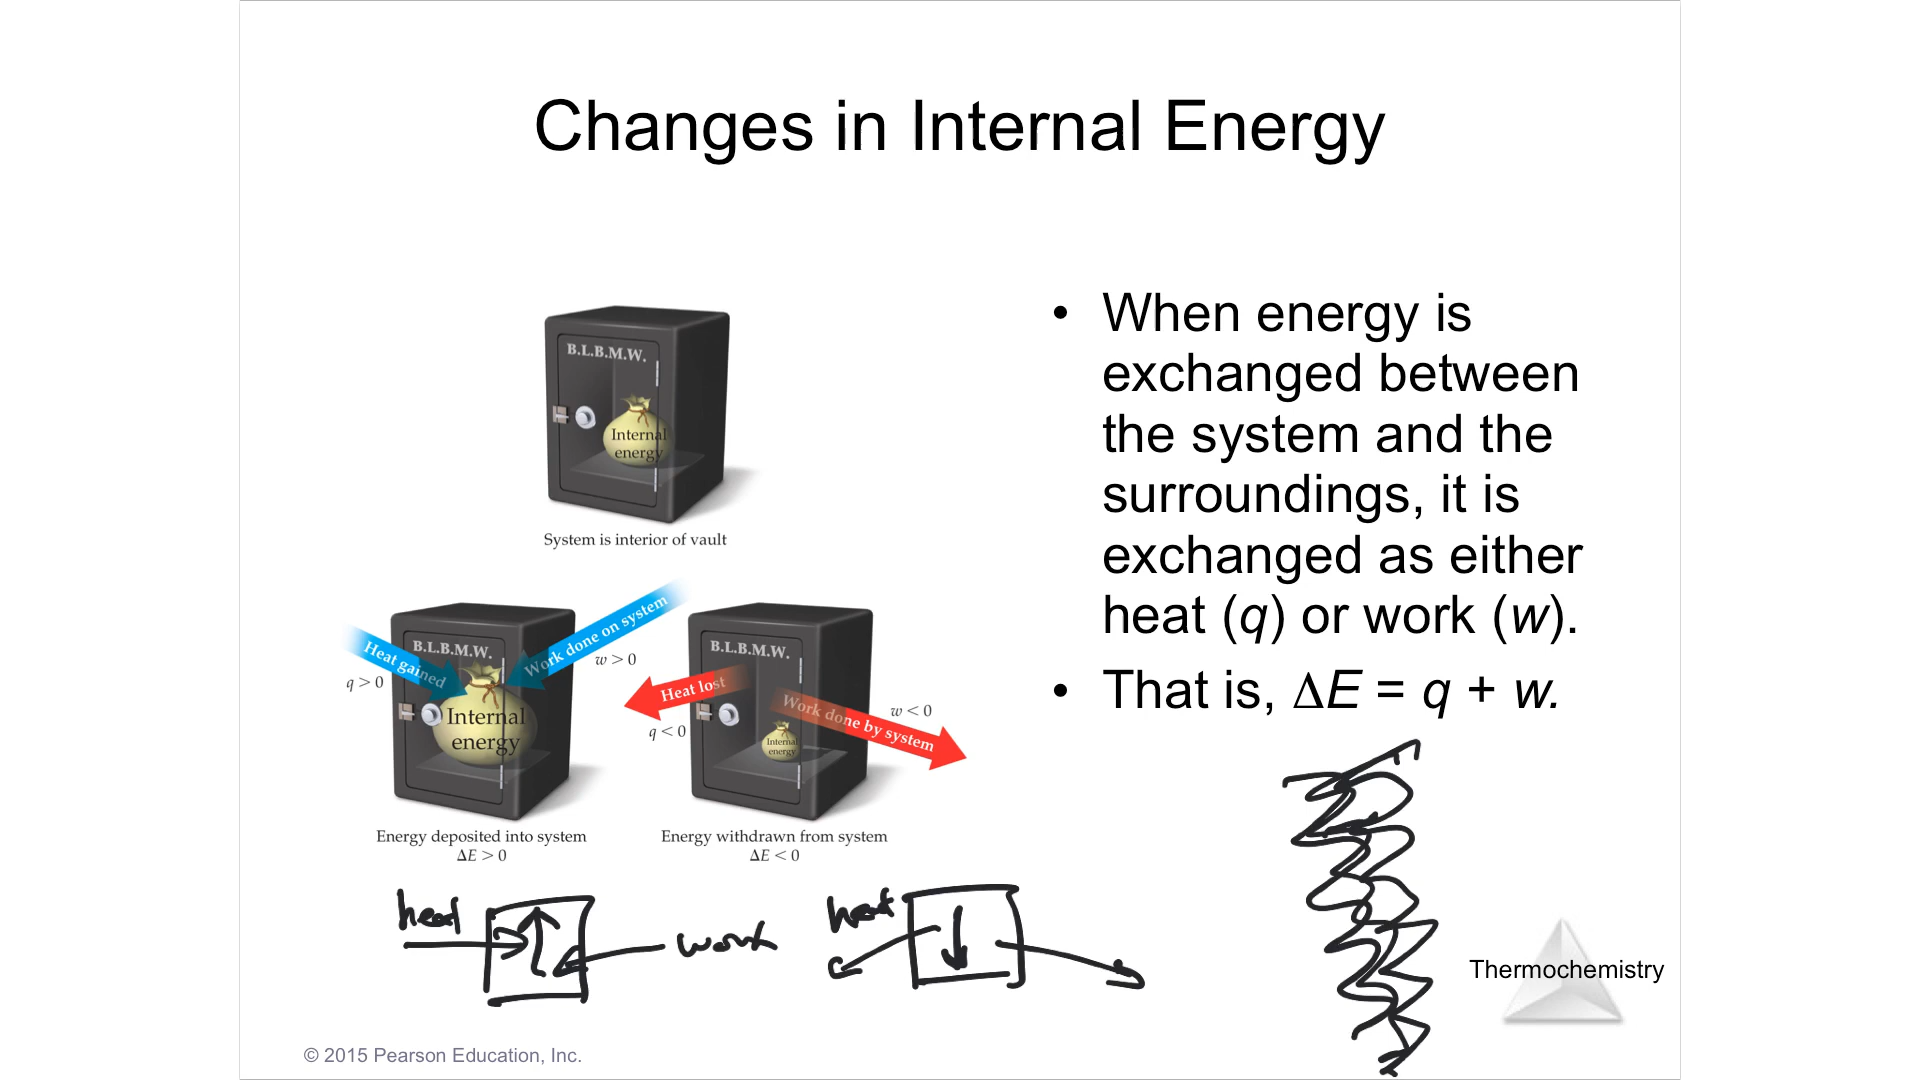 Changes in Internal Energy
B.L.B.M.W.
Internal
energy
System is interior of vault
Heat gained
q > 0
B.L.B.M.W.
Internal
energy
Work done on system
w > 0
Energy deposited into system
ΔE > 0
B.L.B.M.W.
Heat lost
q < 0
Internal
energy
Work done by system
w < 0
Energy withdrawn from system
ΔE < 0
• When energy is
exchanged between
the system and the
surroundings, it is
exchanged as either
heat (q) or work (w).
• That is, ΔE = q + w.
heat
work
heat
Thermochemistry
© 2015 Pearson Education, Inc.